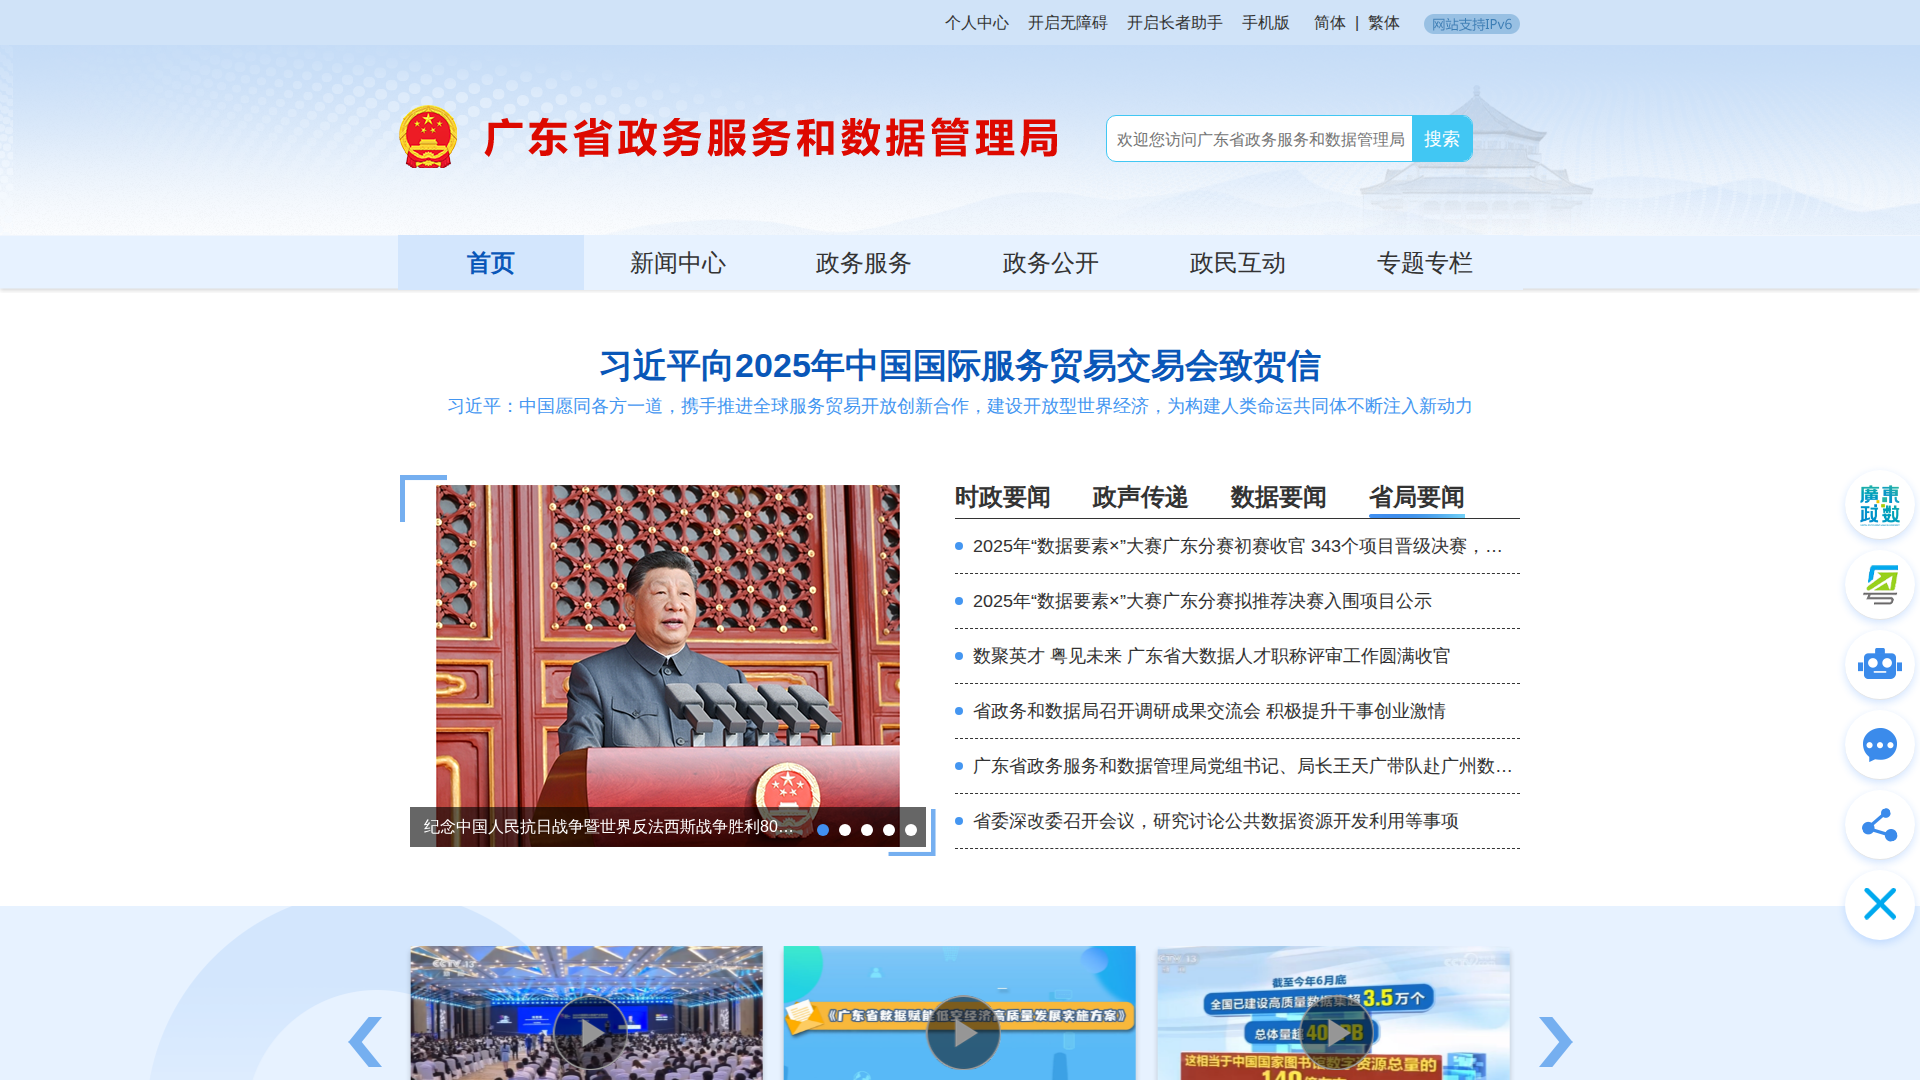 个人中心 开启无障碍 开启长者助手 手机版 简体 | 繁体 网站支持IPv6
广东省政务服务和数据管理局
欢迎您访问广东省政务服务和数据管理局 搜索
首页 新闻中心 政务服务 政务公开 政民互动 专题专栏
习近平向2025年中国国际服务贸易交易会致贺信
习近平：中国愿同各方一道，携手推进全球服务贸易开放创新合作，建设开放型世界经济，为构建人类命运共同体不断注入新动力
时政要闻 政声传递 数据要闻 省局要闻
2025年“数据要素×”大赛广东分赛初赛收官 343个项目晋级决赛，…
2025年“数据要素×”大赛广东分赛拟推荐决赛入围项目公示
数聚英才 粤见未来 广东省大数据人才职称评审工作圆满收官
省政务和数据局召开调研成果交流会 积极提升干事创业激情
广东省政务服务和数据管理局党组书记、局长王天广带队赴广州数…
省委深改委召开会议，研究讨论公共数据资源开发利用等事项
纪念中国人民抗日战争暨世界反法西斯战争胜利80…
廣東
政数
CCTV 13
《广东省数据赋能低空经济高质量发展实施方案》
截至今年6月底
全国已建设高质量数据集超3.5万个
总体量超400PB
这相当于中国国家图书馆数字资源总量的